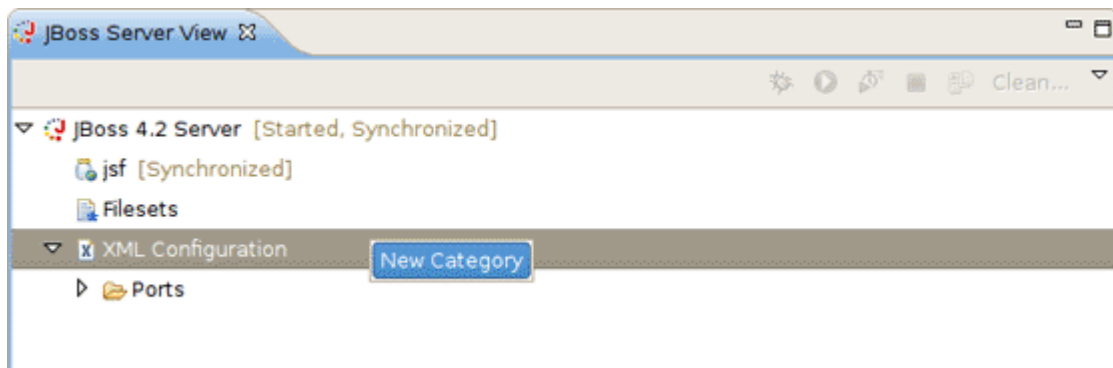 JBoss Server View
Clean...
JBoss 4.2 Server [Started, Synchronized]
jsf [Synchronized]
Filesets
XML Configuration
New Category
Ports